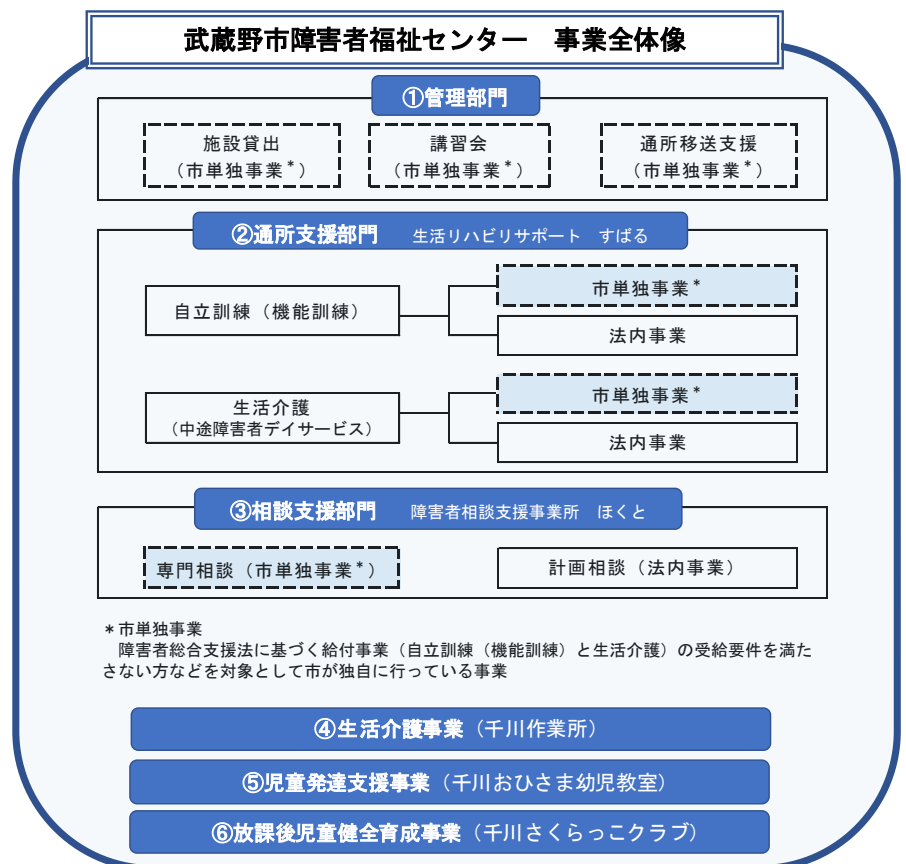 武蔵野市障害者福祉センター　事業全体像
①管理部門
施設貸出
（市単独事業*）
講習会
（市単独事業*）
通所移送支援
（市単独事業*）
②通所支援部門　生活リハビリサポート　すばる
自立訓練（機能訓練）
市単独事業*
法内事業
生活介護
（中途障害者デイサービス）
市単独事業*
法内事業
③相談支援部門　障害者相談支援事業所　ほくと
専門相談（市単独事業*）
計画相談（法内事業）
＊市単独事業
　障害者総合支援法に基づく給付事業（自立訓練（機能訓練）と生活介護）の受給要件を満た
さない方などを対象として市が独自に行っている事業
④生活介護事業（千川作業所）
⑤児童発達支援事業（千川おひさま幼児教室）
⑥放課後児童健全育成事業（千川さくらっこクラブ）